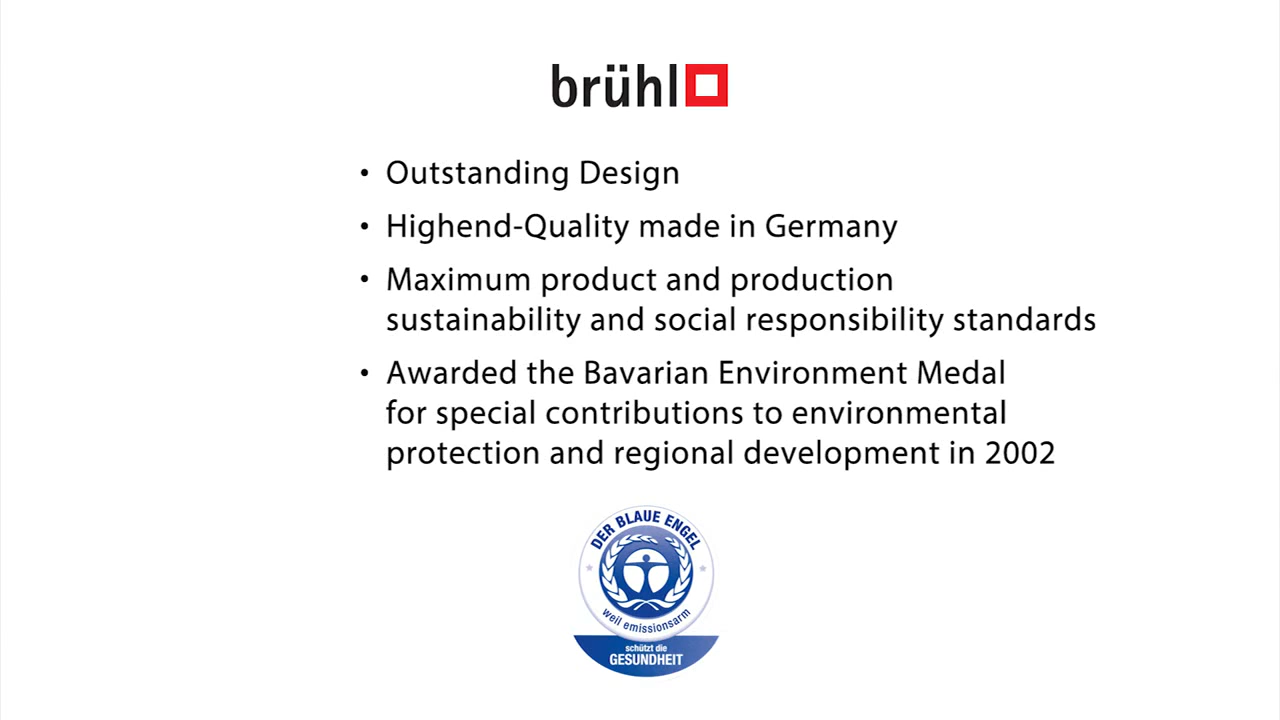 brühl
• Outstanding Design
• Highend-Quality made in Germany
• Maximum product and production
sustainability and social responsibility standards
• Awarded the Bavarian Environment Medal
for special contributions to environmental
protection and regional development in 2002
DER BLAUE ENGEL
weil emissionsarm
schützt die
GESUNDHEIT